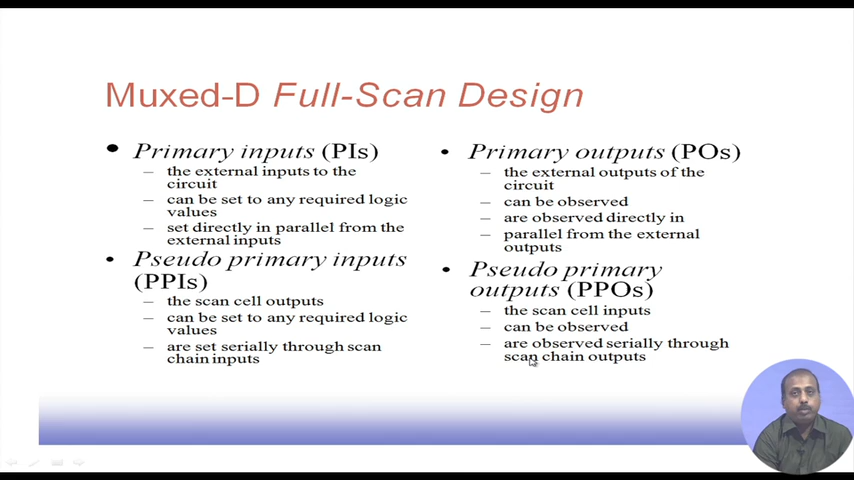 Muxed-D Full-Scan Design
• Primary inputs (PIs)
– the external inputs to the
circuit
– can be set to any required logic
values
– set directly in parallel from the
external inputs
• Pseudo primary inputs
(PPIs)
– the scan cell outputs
– can be set to any required logic
values
– are set serially through scan
chain inputs
• Primary outputs (POs)
– the external outputs of the
circuit
– can be observed
– are observed directly in
– parallel from the external
outputs
• Pseudo primary
outputs (PPOs)
– the scan cell inputs
– can be observed
– are observed serially through
scan chain outputs